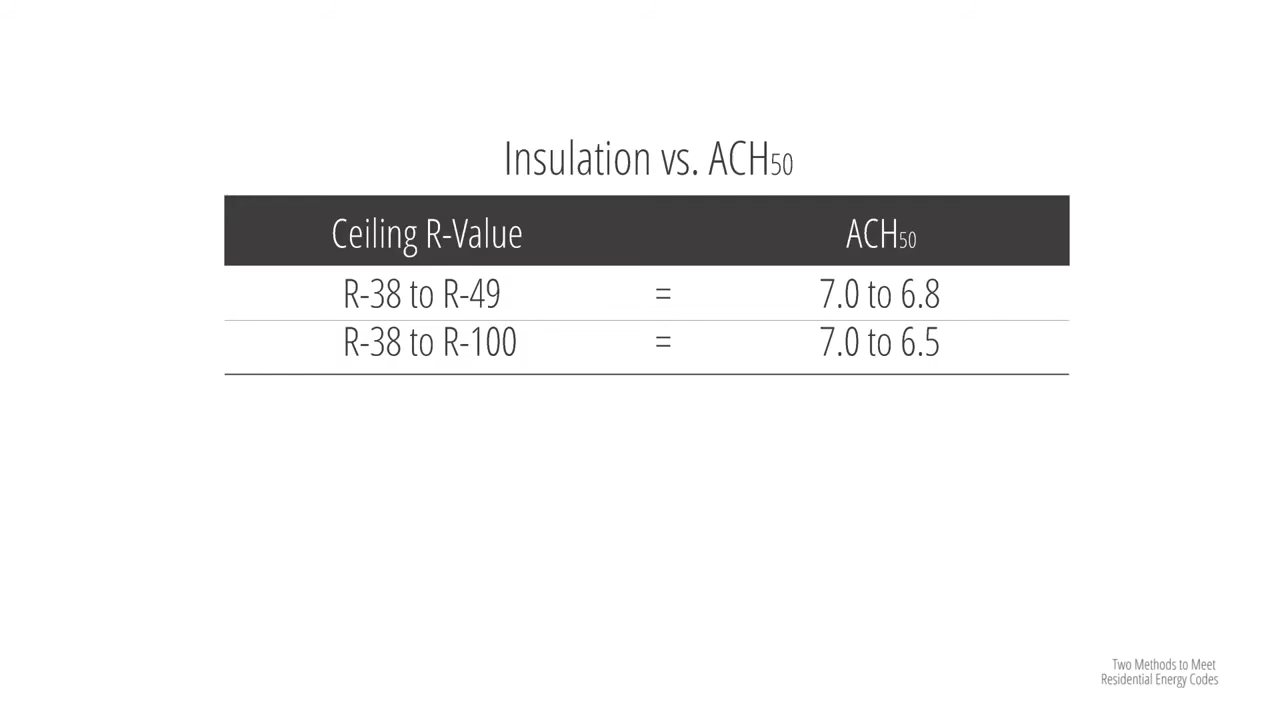 Insulation vs. ACH50
Ceiling R-Value ACH50
R-38 to R-49 = 7.0 to 6.8
R-38 to R-100 = 7.0 to 6.5
Two Methods to Meet
Residential Energy Codes